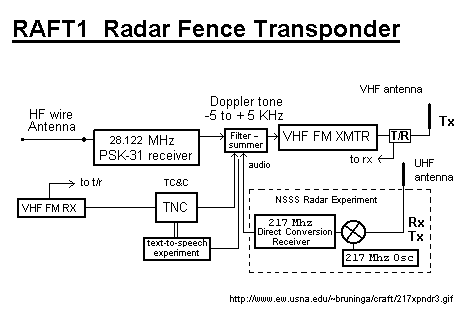 RAFT1 Radar Fence Transponder
VHF antenna
Doppler tone
-5 to + 5 KHz
HF wire
Antenna
Tx
28.122 MHz
PSK-31 receiver
Filter -
summer
VHF FM XMTR
T/R
to rx
UHF
antenna
audio
to t/r
TC&C
VHF FM RX
TNC
text-to-speech
experiment
NSSS Radar Experiment
217 Mhz
Direct Conversion
Receiver
Rx
Tx
217 Mhz Osc
http://www.ew.usna.edu/~bruninga/craft/217xpndr3.gif